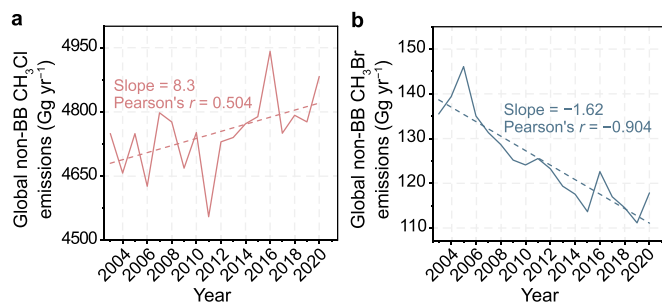 a
Global non-BB CH₃Cl
emissions (Gg yr⁻¹)
4950
4800
4650
4500
Slope = 8.3
Pearson's r = 0.504
2004
2006
2008
2010
2012
2014
2016
2018
2020
Year
b
Global non-BB CH₃Br
emissions (Gg yr⁻¹)
150
140
130
120
110
Slope = −1.62
Pearson's r = −0.904
2004
2006
2008
2010
2012
2014
2016
2018
2020
Year